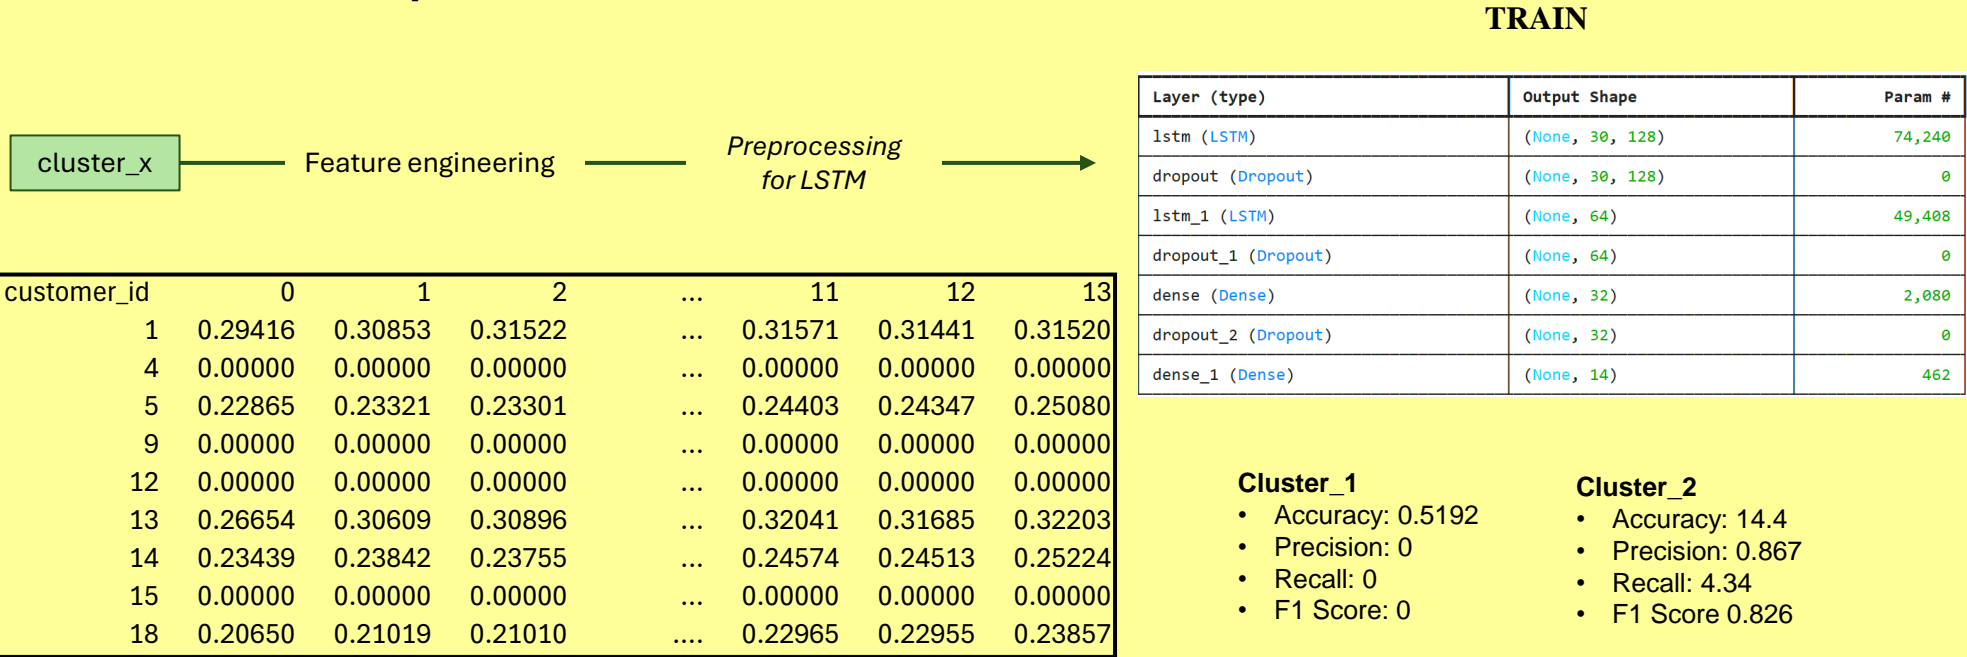 TRAIN
cluster_x
Feature engineering
Preprocessing
for LSTM
Layer (type) Output Shape Param #
lstm (LSTM) (None, 30, 128) 74,240
dropout (Dropout) (None, 30, 128) 0
lstm_1 (LSTM) (None, 64) 49,408
dropout_1 (Dropout) (None, 64) 0
dense (Dense) (None, 32) 2,080
dropout_2 (Dropout) (None, 32) 0
dense_1 (Dense) (None, 14) 462
customer_id 0 1 2 ... 11 12 13
1 0.29416 0.30853 0.31522 ... 0.31571 0.31441 0.31520
4 0.00000 0.00000 0.00000 ... 0.00000 0.00000 0.00000
5 0.22865 0.23321 0.23301 ... 0.24403 0.24347 0.25080
9 0.00000 0.00000 0.00000 ... 0.00000 0.00000 0.00000
12 0.00000 0.00000 0.00000 ... 0.00000 0.00000 0.00000
13 0.26654 0.30609 0.30896 ... 0.32041 0.31685 0.32203
14 0.23439 0.23842 0.23755 ... 0.24574 0.24513 0.25224
15 0.00000 0.00000 0.00000 ... 0.00000 0.00000 0.00000
18 0.20650 0.21019 0.21010 .... 0.22965 0.22955 0.23857
Cluster_1
• Accuracy: 0.5192
• Precision: 0
• Recall: 0
• F1 Score: 0
Cluster_2
• Accuracy: 14.4
• Precision: 0.867
• Recall: 4.34
• F1 Score 0.826